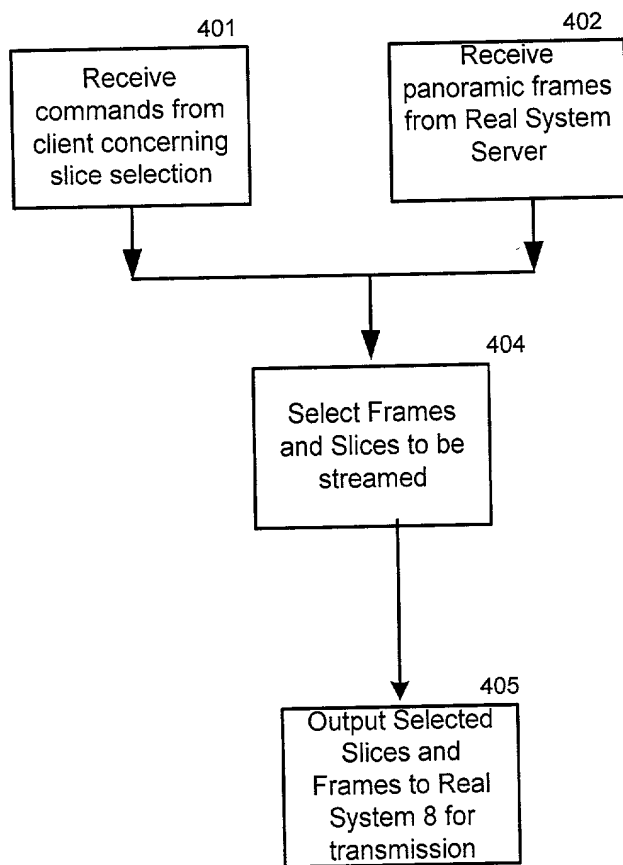 401
Receive
commands from
client concerning
slice selection
402
Receive
panoramic frames
from Real System
Server
404
Select Frames
and Slices to be
streamed
405
Output Selected
Slices and
Frames to Real
System 8 for
transmission